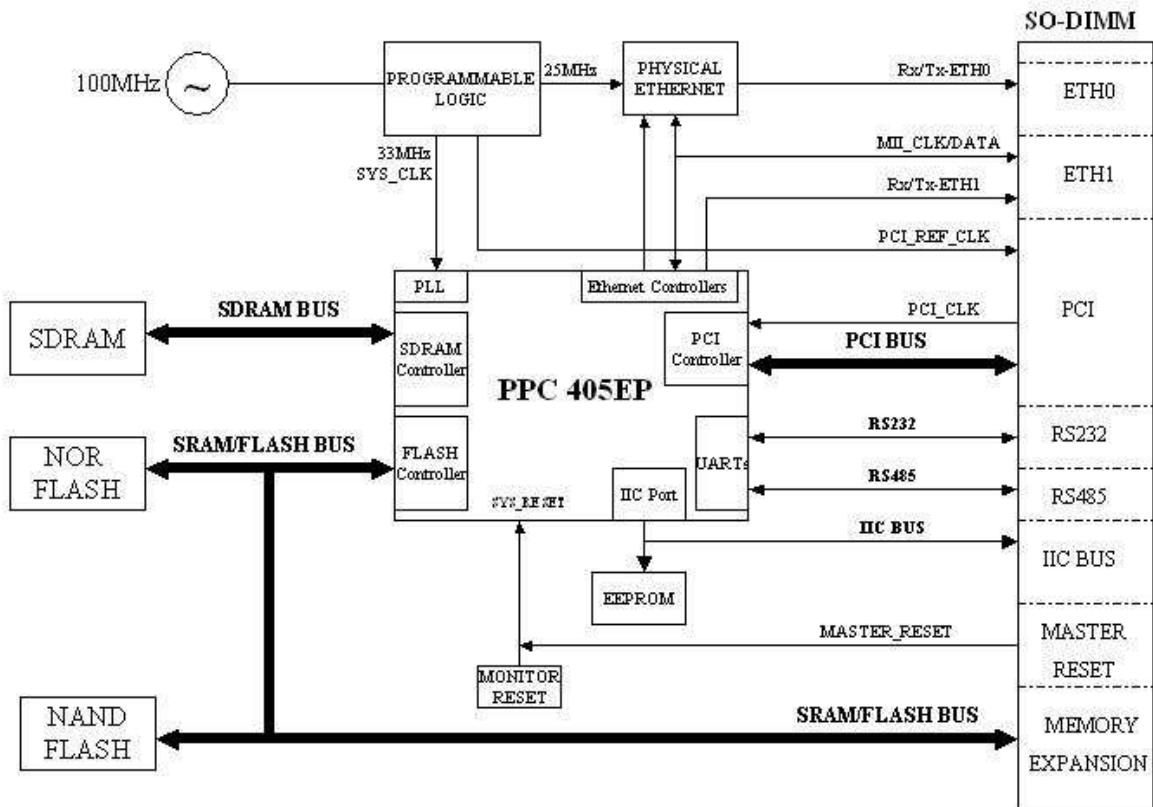 SO-DIMM
100MHz
PROGRAMMABLE
LOGIC
25MHz
PHYSICAL
ETHERNET
Rx/Tx-ETH0
ETH0
33MHz
SYS_CLK
MII_CLK/DATA
ETH1
Rx/Tx-ETH1
PCI_REF_CLK
PLL
Ethernet Controllers
SDRAM BUS
SDRAM
SDRAM
Controller
PCI
Controller
PCI_CLK
PCI
PCI BUS
PPC 405EP
SRAM/FLASH BUS
NOR
FLASH
FLASH
Controller
UARTs
RS232
RS232
RS485
RS485
SYS_RESET
IIC Port
IIC BUS
IIC BUS
EEPROM
MASTER_RESET
MASTER
RESET
MONITOR
RESET
NAND
FLASH
SRAM/FLASH BUS
MEMORY
EXPANSION